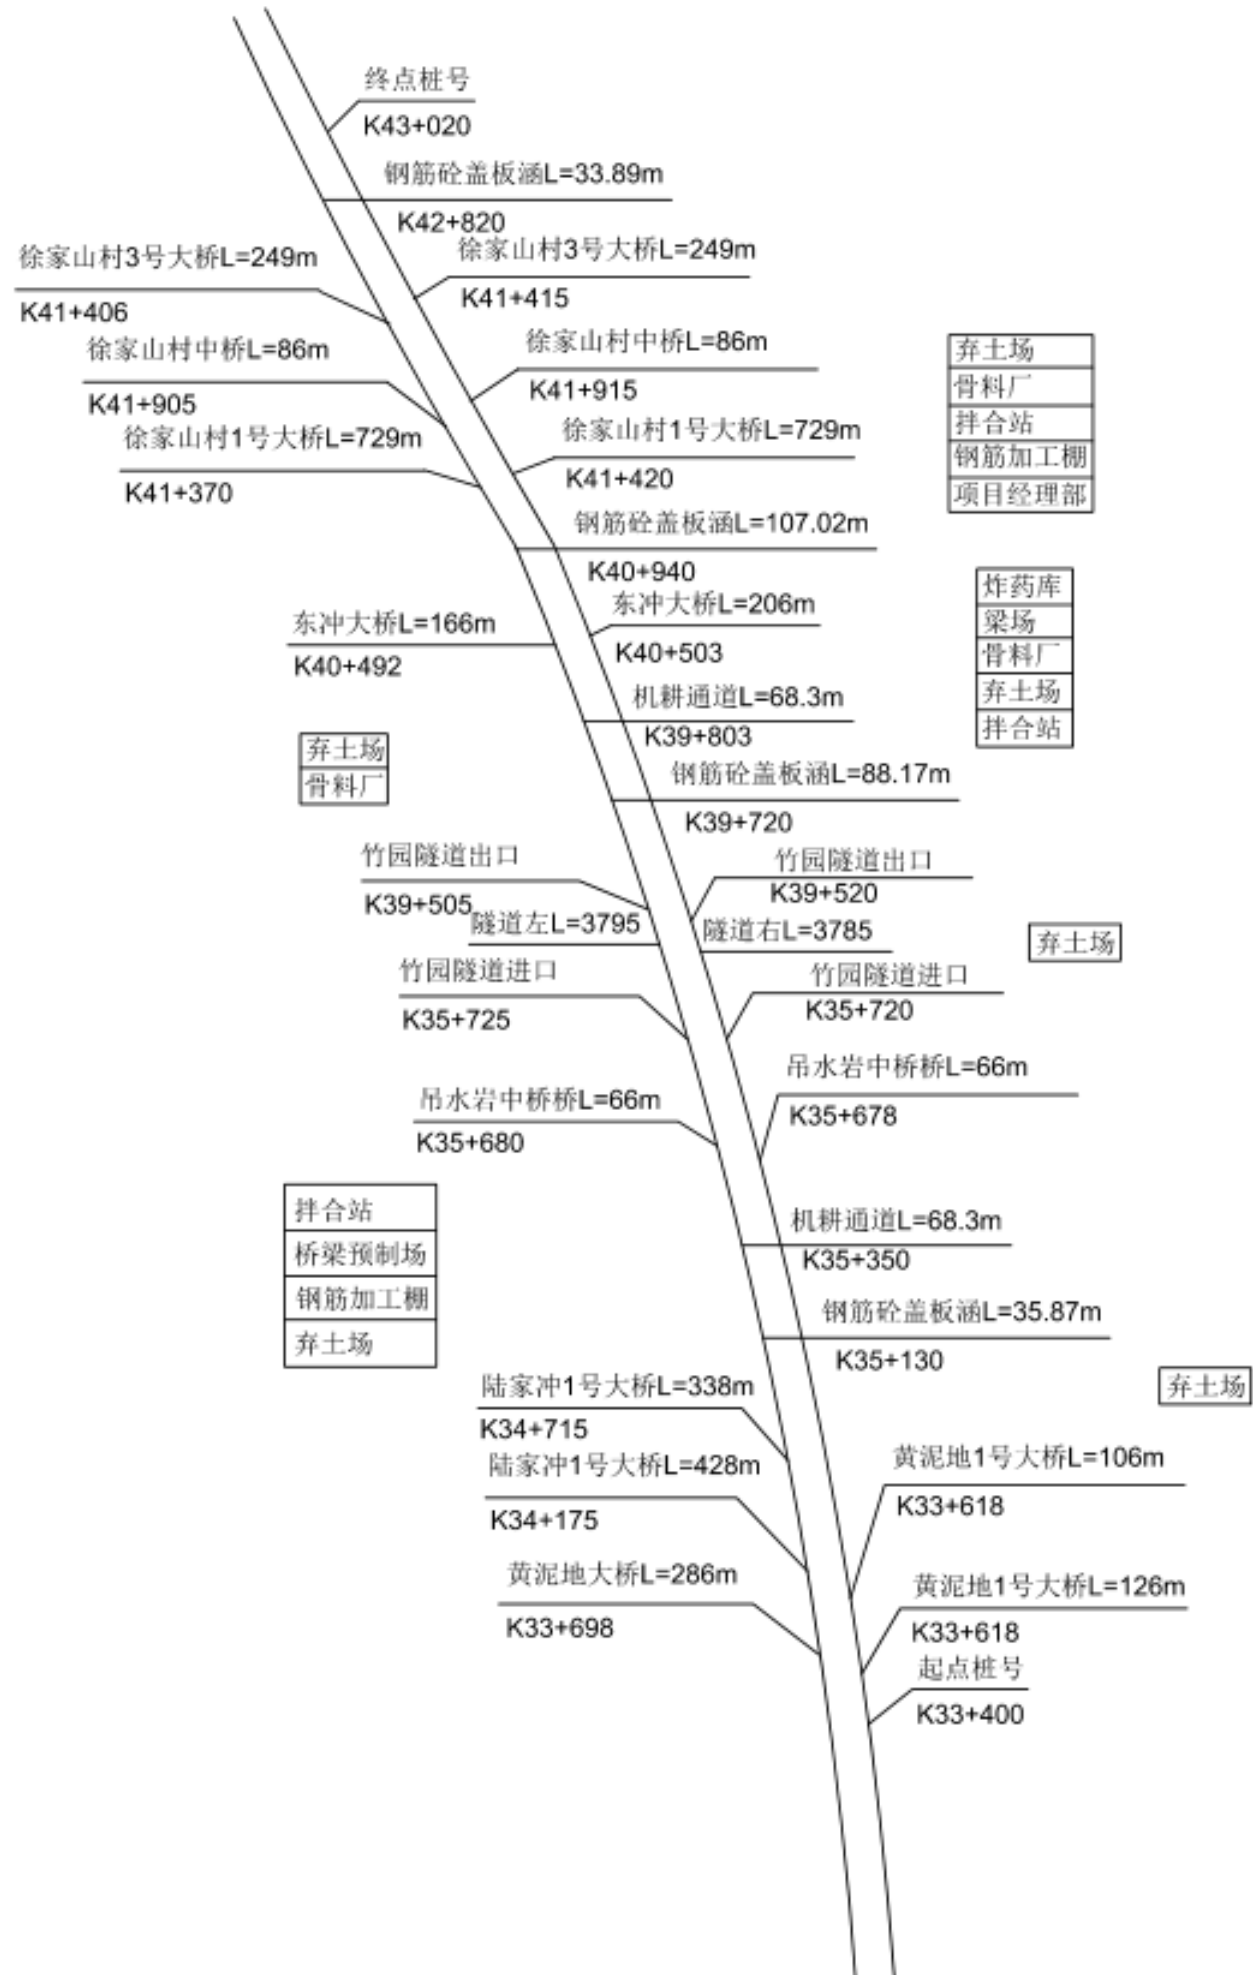 终点桩号
K43+020
钢筋砼盖板涵L=33.89m
K42+820
徐家山村3号大桥L=249m
K41+406
徐家山村3号大桥L=249m
K41+415
徐家山村中桥L=86m
K41+905
徐家山村中桥L=86m
K41+915
徐家山村1号大桥L=729m
K41+370
徐家山村1号大桥L=729m
K41+420
弃土场
骨料厂
拌合站
钢筋加工棚
项目经理部
钢筋砼盖板涵L=107.02m
K40+940
东冲大桥L=166m
K40+492
东冲大桥L=206m
K40+503
炸药库
梁场
骨料厂
弃土场
拌合站
机耕通道L=68.3m
K39+803
弃土场
骨料厂
钢筋砼盖板涵L=88.17m
K39+720
竹园隧道出口
K39+505
竹园隧道出口
K39+520
隧道左L=3795
隧道右L=3785
弃土场
竹园隧道进口
K35+725
竹园隧道进口
K35+720
吊水岩中桥桥L=66m
K35+680
吊水岩中桥桥L=66m
K35+678
拌合站
桥梁预制场
钢筋加工棚
弃土场
机耕通道L=68.3m
K35+350
钢筋砼盖板涵L=35.87m
K35+130
弃土场
陆家冲1号大桥L=338m
K34+715
陆家冲1号大桥L=428m
K34+175
黄泥地1号大桥L=106m
K33+618
黄泥地大桥L=286m
K33+698
黄泥地1号大桥L=126m
K33+618
起点桩号
K33+400